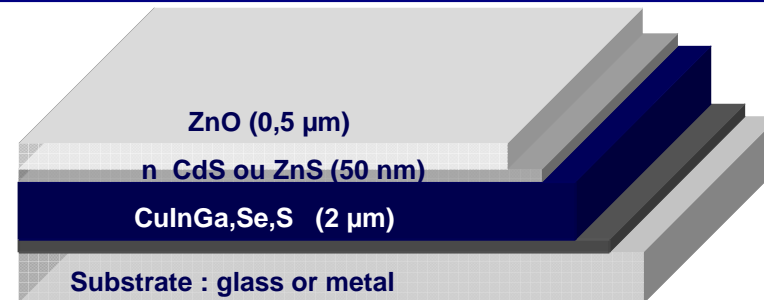 ZnO (0,5 µm)
n CdS ou ZnS (50 nm)
CuInGa,Se,S (2 µm)
Substrate : glass or metal